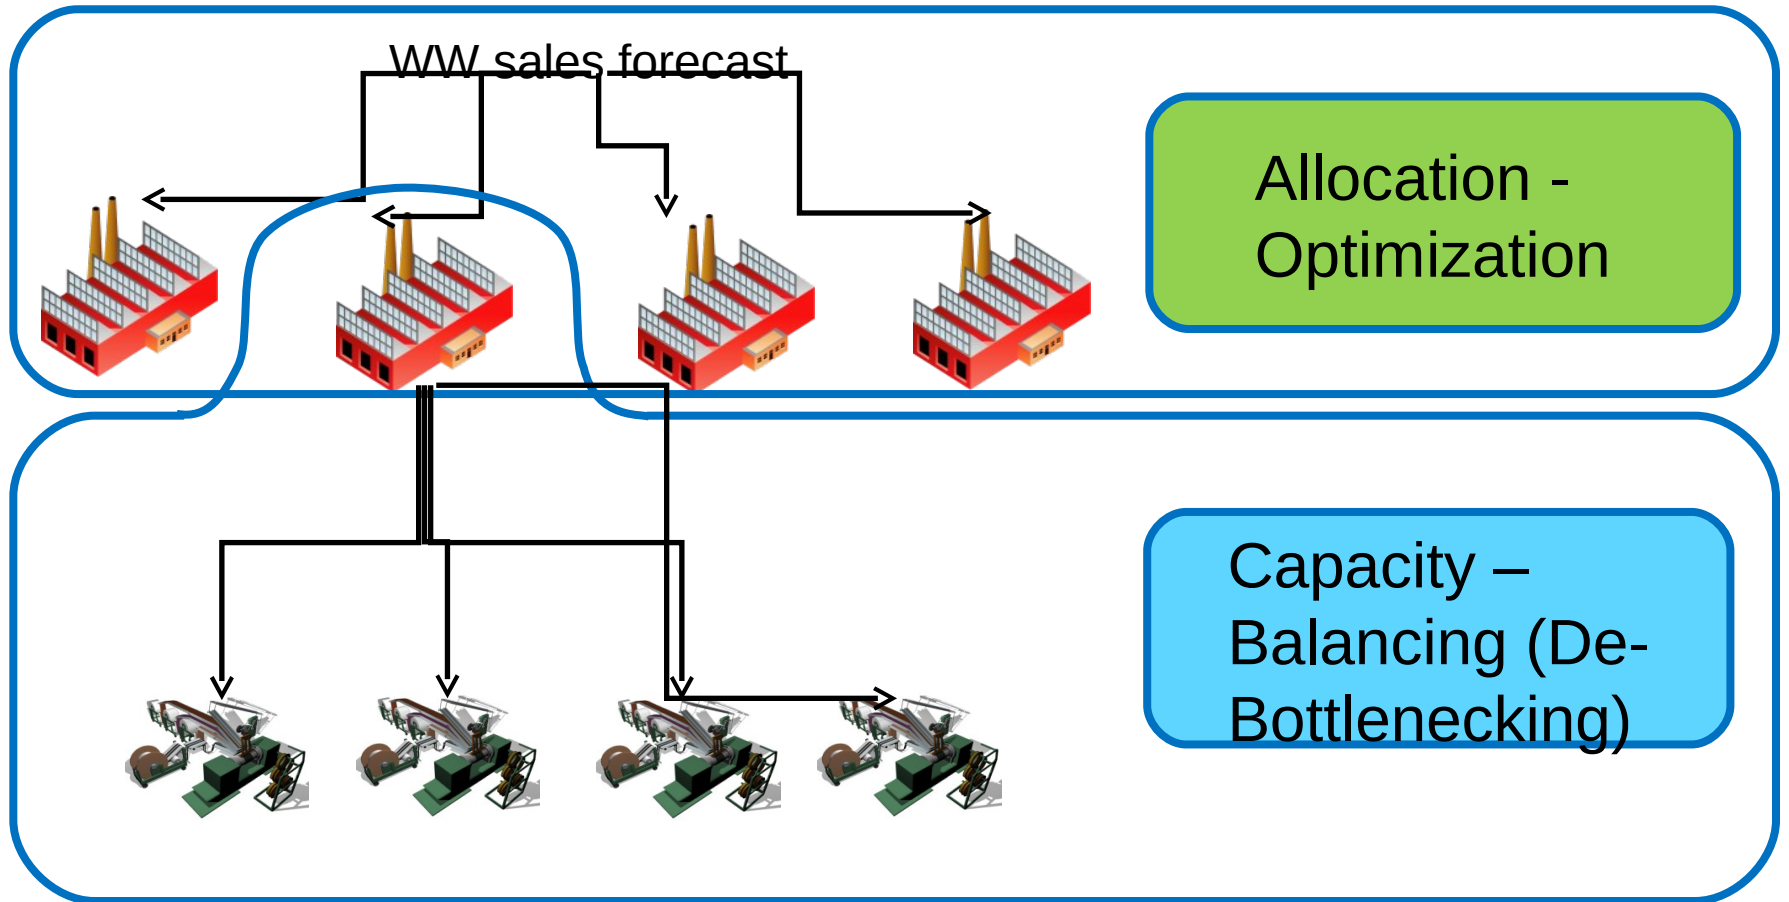 WW sales forecast
Allocation -
Optimization
Capacity –
Balancing (De-
Bottlenecking)